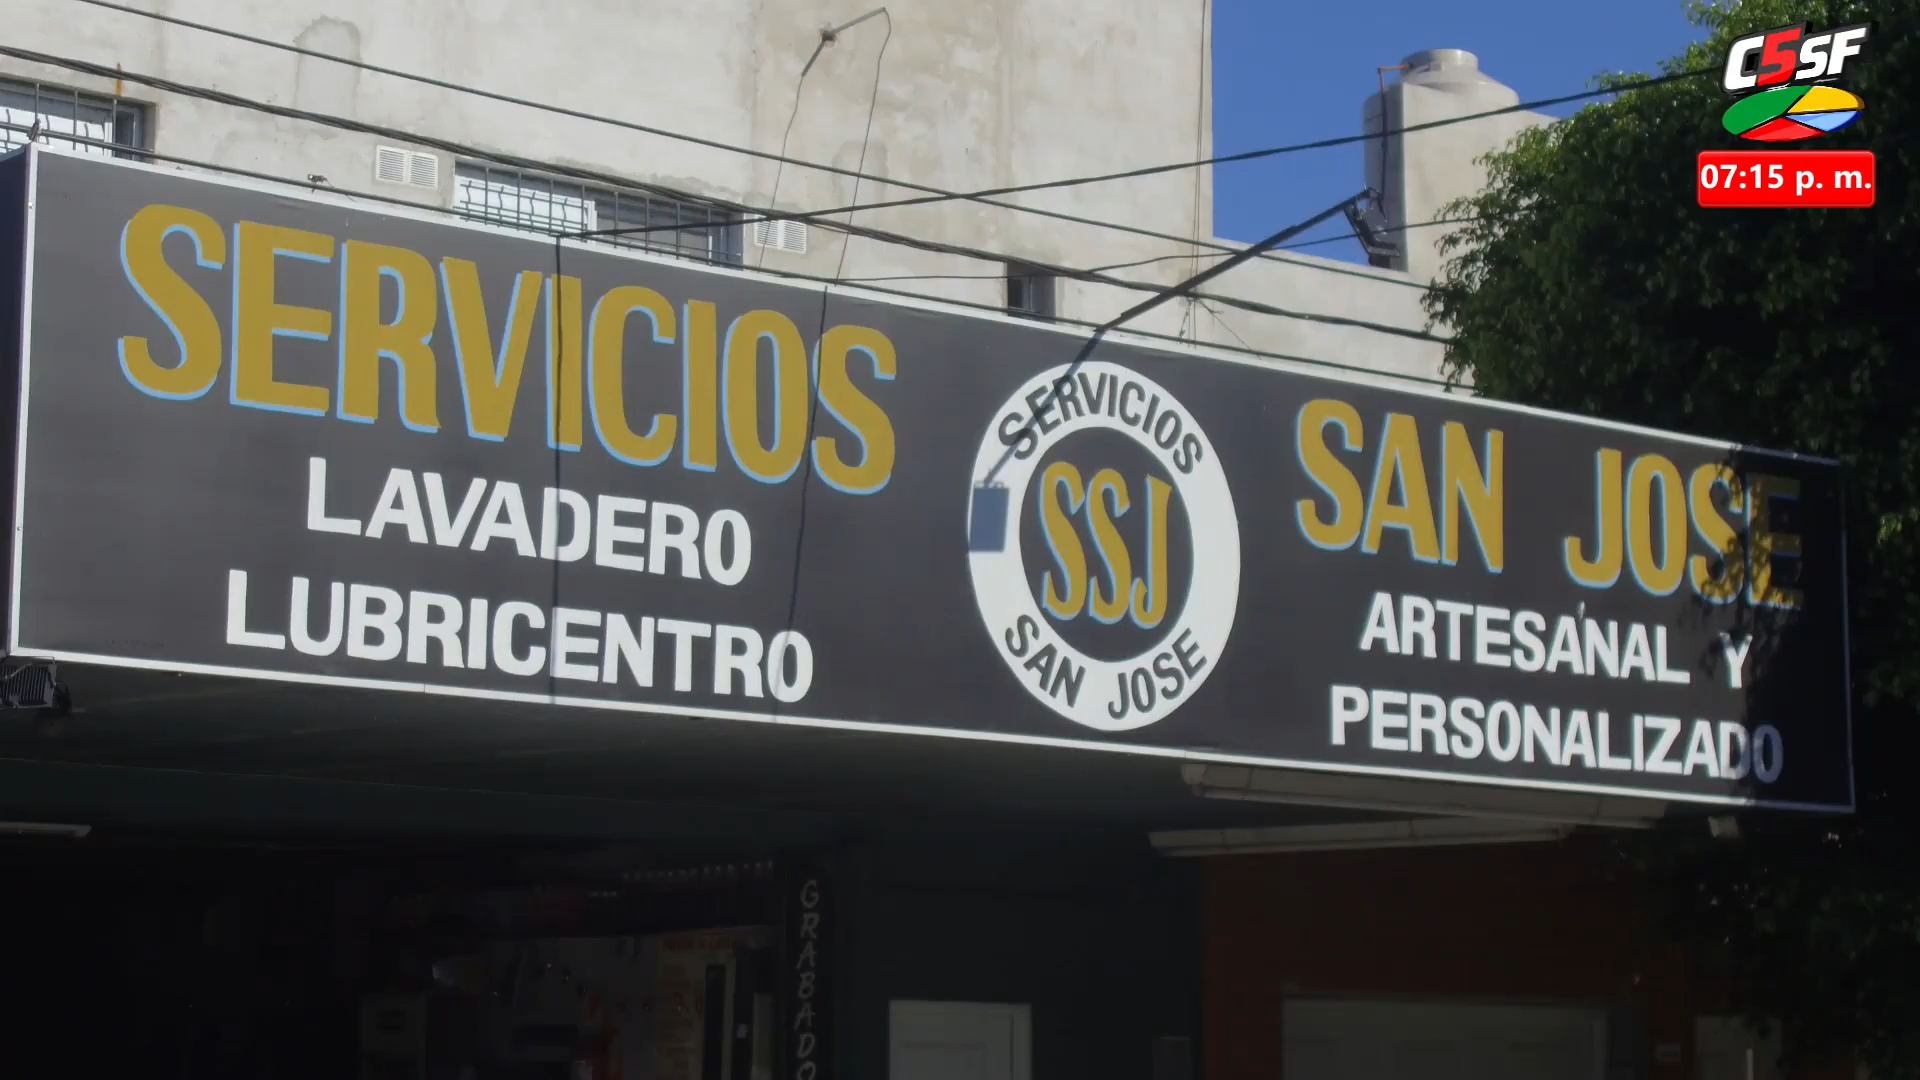 C5SF
07:15 p. m.
SERVICIOS
LAVADERO
LUBRICENTRO
SERVICIOS
SSJ
SAN JOSE
SAN JOSE
ARTESANAL Y
PERSONALIZADO
GRABADO